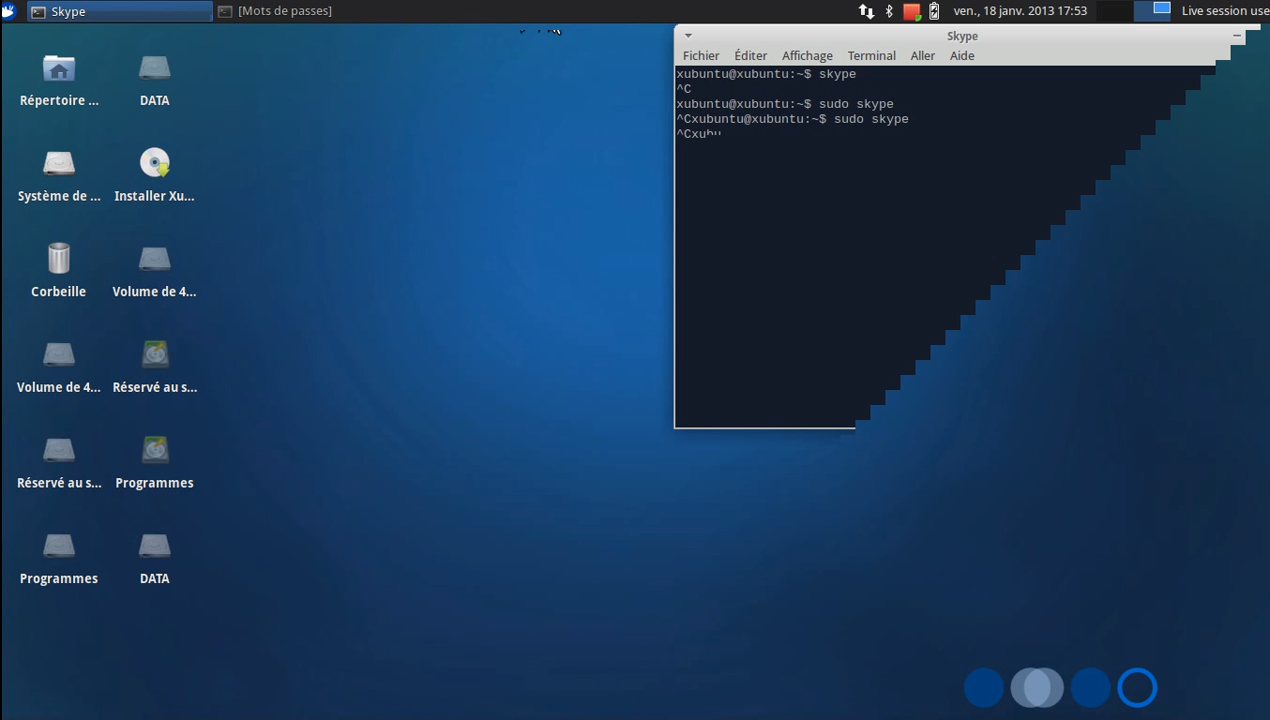 Skype
[Mots de passes]
ven., 18 janv. 2013 17:53
Live session use
Skype
Fichier Éditer Affichage Terminal Aller Aide
xubuntu@xubuntu:~$ skype
^C
xubuntu@xubuntu:~$ sudo skype
^Cxubuntu@xubuntu:~$ sudo skype
^Cxubu
Répertoire ...
DATA
Système de ...
Installer Xu...
Corbeille
Volume de 4...
Volume de 4...
Réservé au s...
Réservé au s...
Programmes
Programmes
DATA